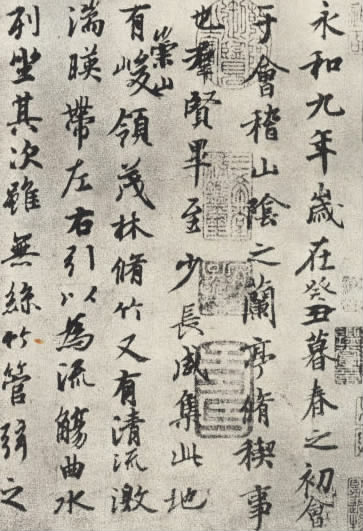 永和九年歲在癸丑暮春之初會
于會稽山陰之蘭亭脩禊事
也羣賢畢至少長咸集此地
有崇山峻領茂林脩竹又有清流激
湍暎帶左右引以為流觴曲水
列坐其次雖無絲竹管弦之